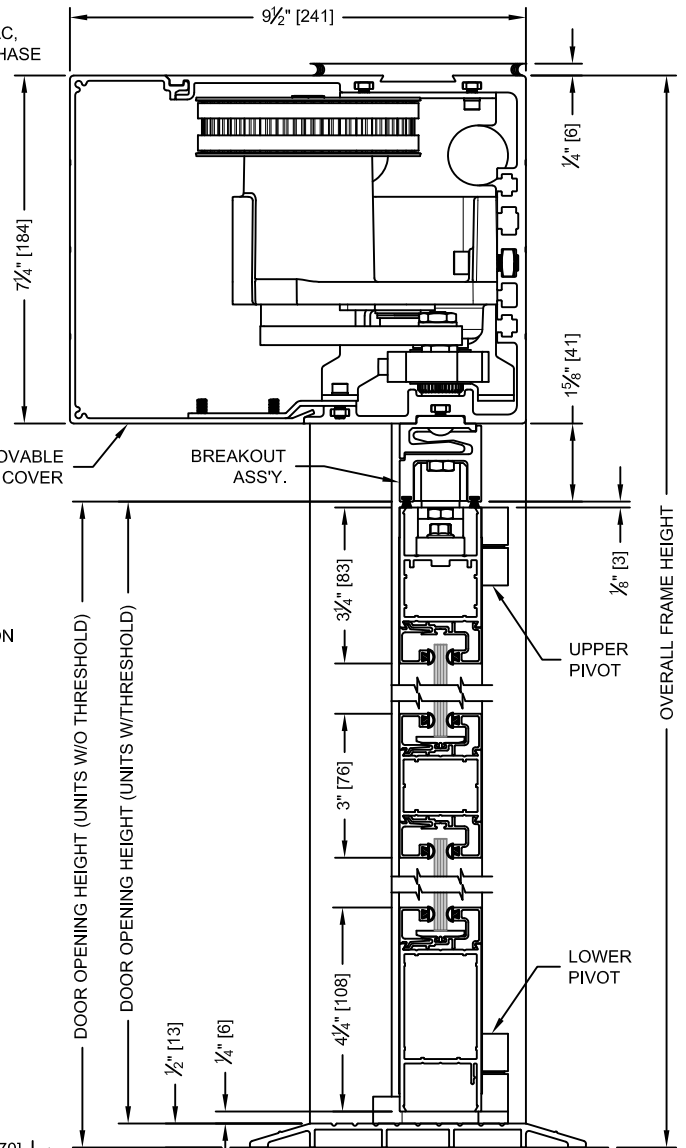 9½" [241]
C,
HASE
¼" [6]
7¼" [184]
1⅝" [41]
OVABLE
COVER
BREAKOUT
ASS'Y.
⅛" [3]
3¼" [83]
ON
UPPER
PIVOT
OVERALL FRAME HEIGHT
DOOR OPENING HEIGHT (UNITS W/O THRESHOLD)
DOOR OPENING HEIGHT (UNITS W/THRESHOLD)
3" [76]
LOWER
PIVOT
4¼" [108]
½" [13]
¼" [6]
70]